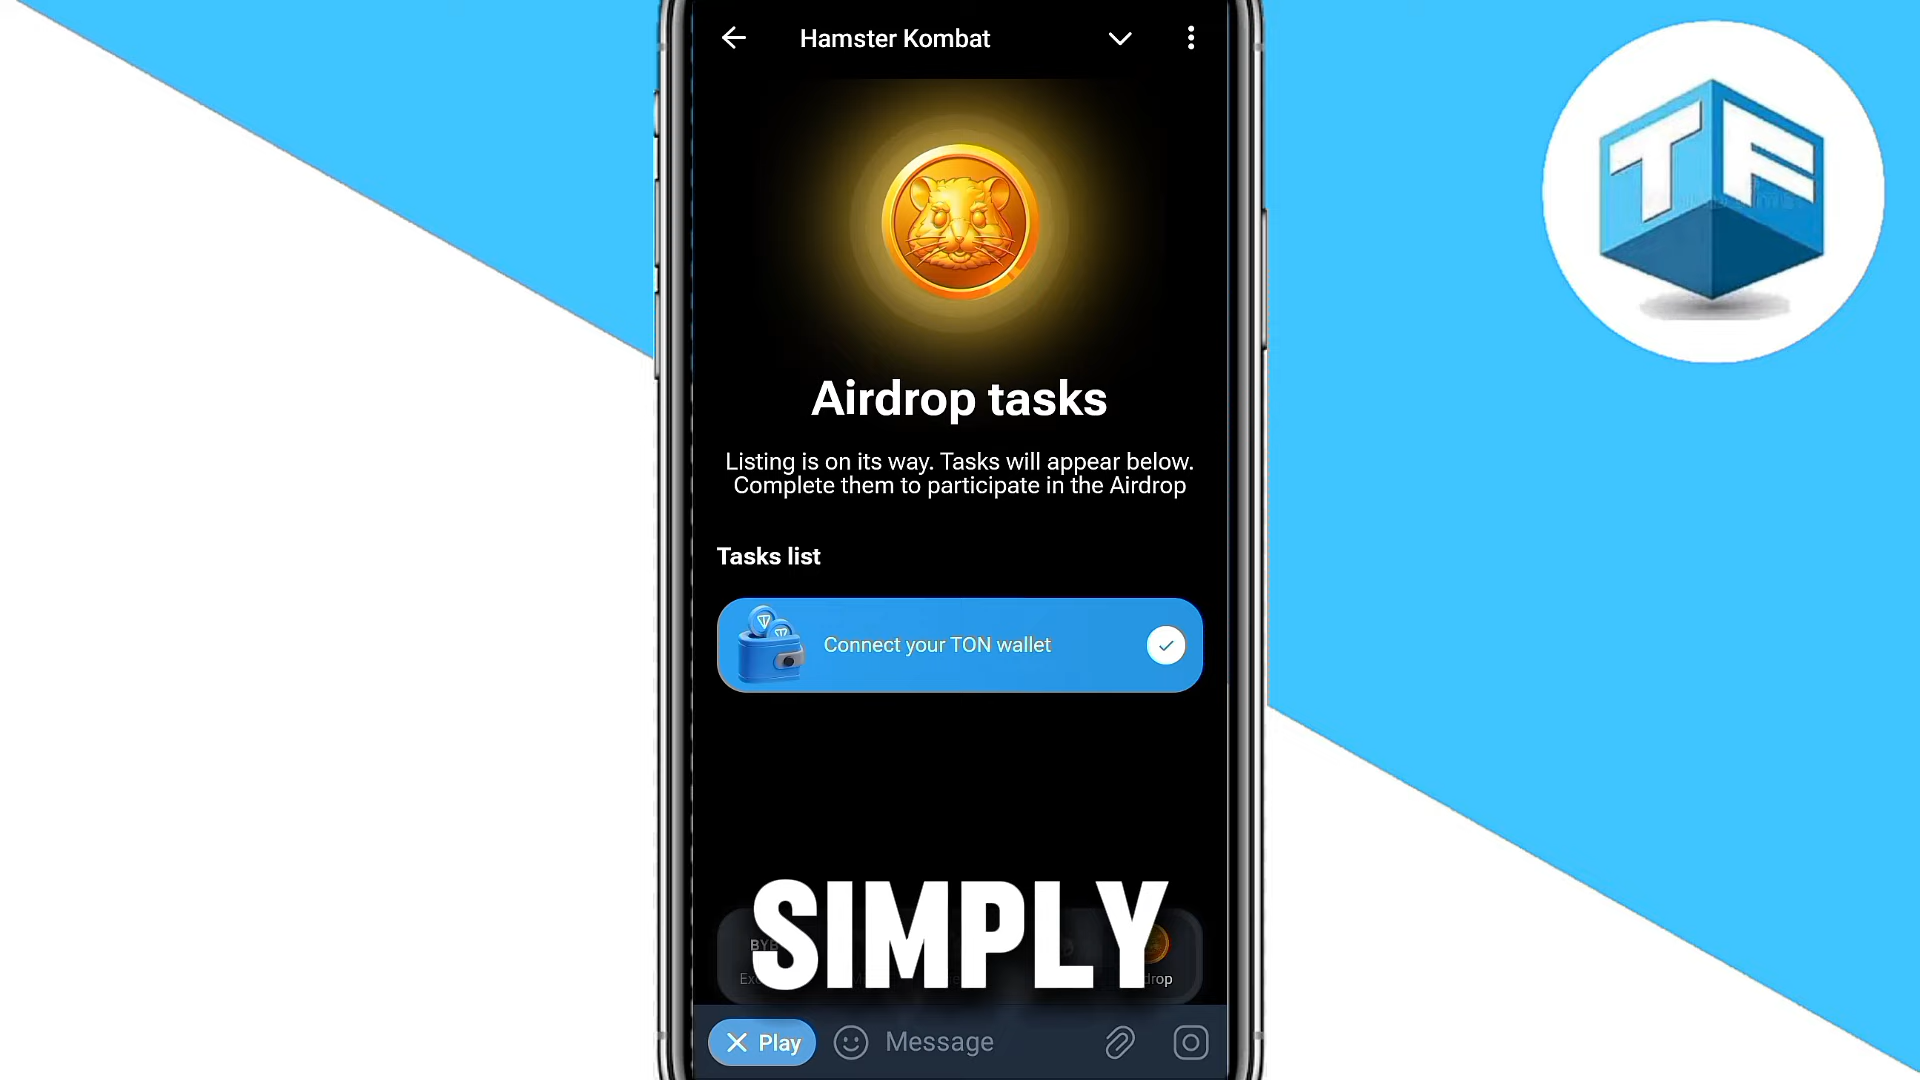 Hamster Kombat
TF
Airdrop tasks
Listing is on its way. Tasks will appear below.
Complete them to participate in the Airdrop
Tasks list
Connect your TON wallet
SIMPLY
Play
Message